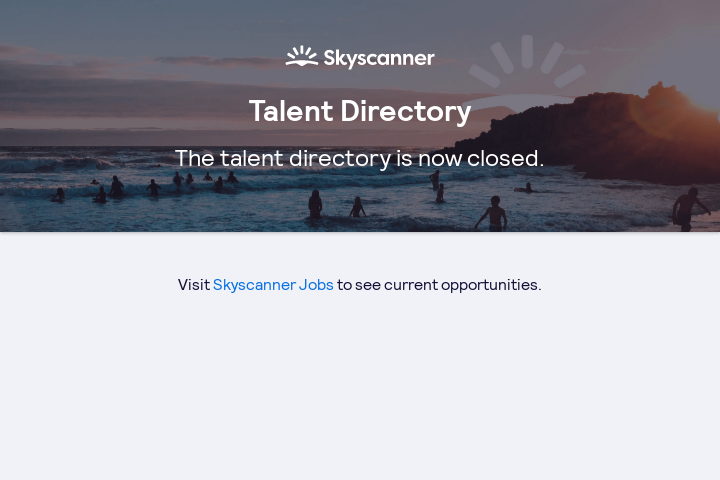 Skyscanner
Talent Directory
The talent directory is now closed.
Visit Skyscanner Jobs to see current opportunities.